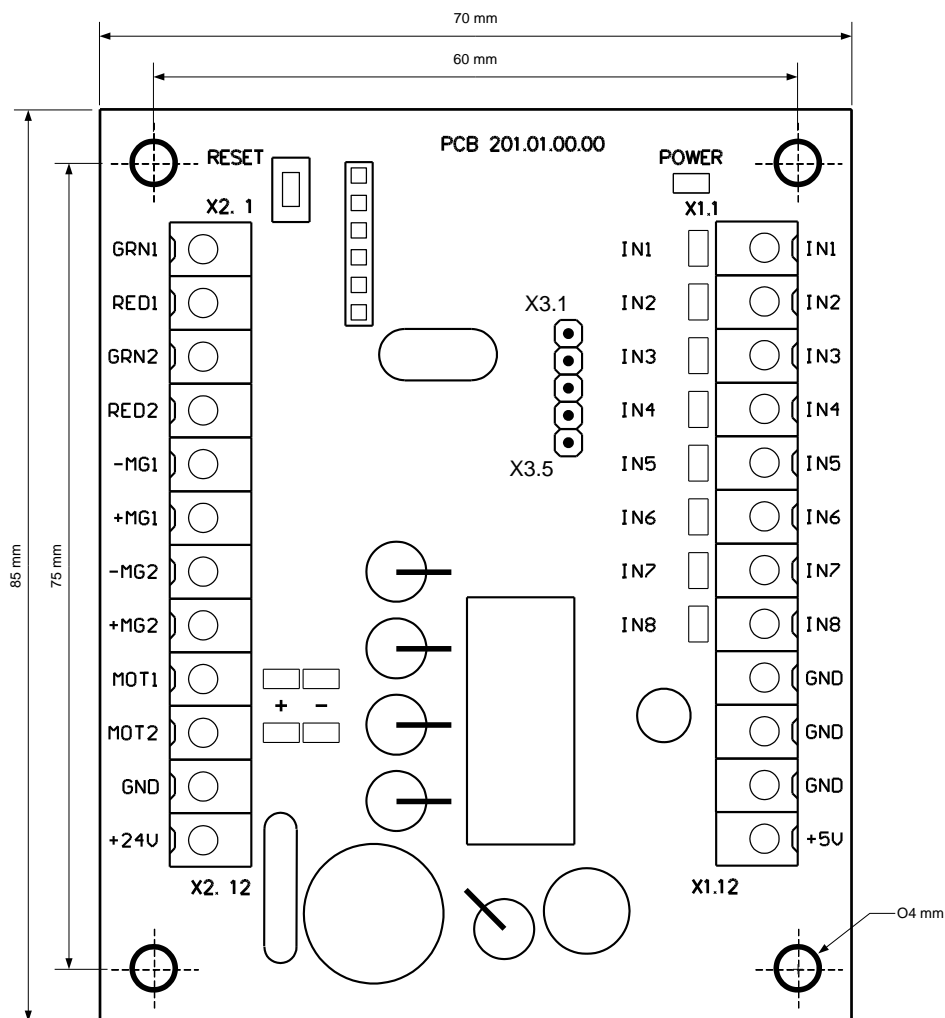 70 mm
60 mm
PCB 201.01.00.00
RESET
POWER
X2. 1
X1.1
GRN1
IN1
IN1
RED1
IN2
IN2
X3.1
GRN2
IN3
IN3
RED2
IN4
IN4
-MG1
X3.5
IN5
IN5
+MG1
IN6
IN6
85 mm
75 mm
-MG2
IN7
IN7
+MG2
IN8
IN8
MOT1
GND
+ -
MOT2
GND
GND
GND
+24V
+5V
X2. 12
X1.12
O4 mm